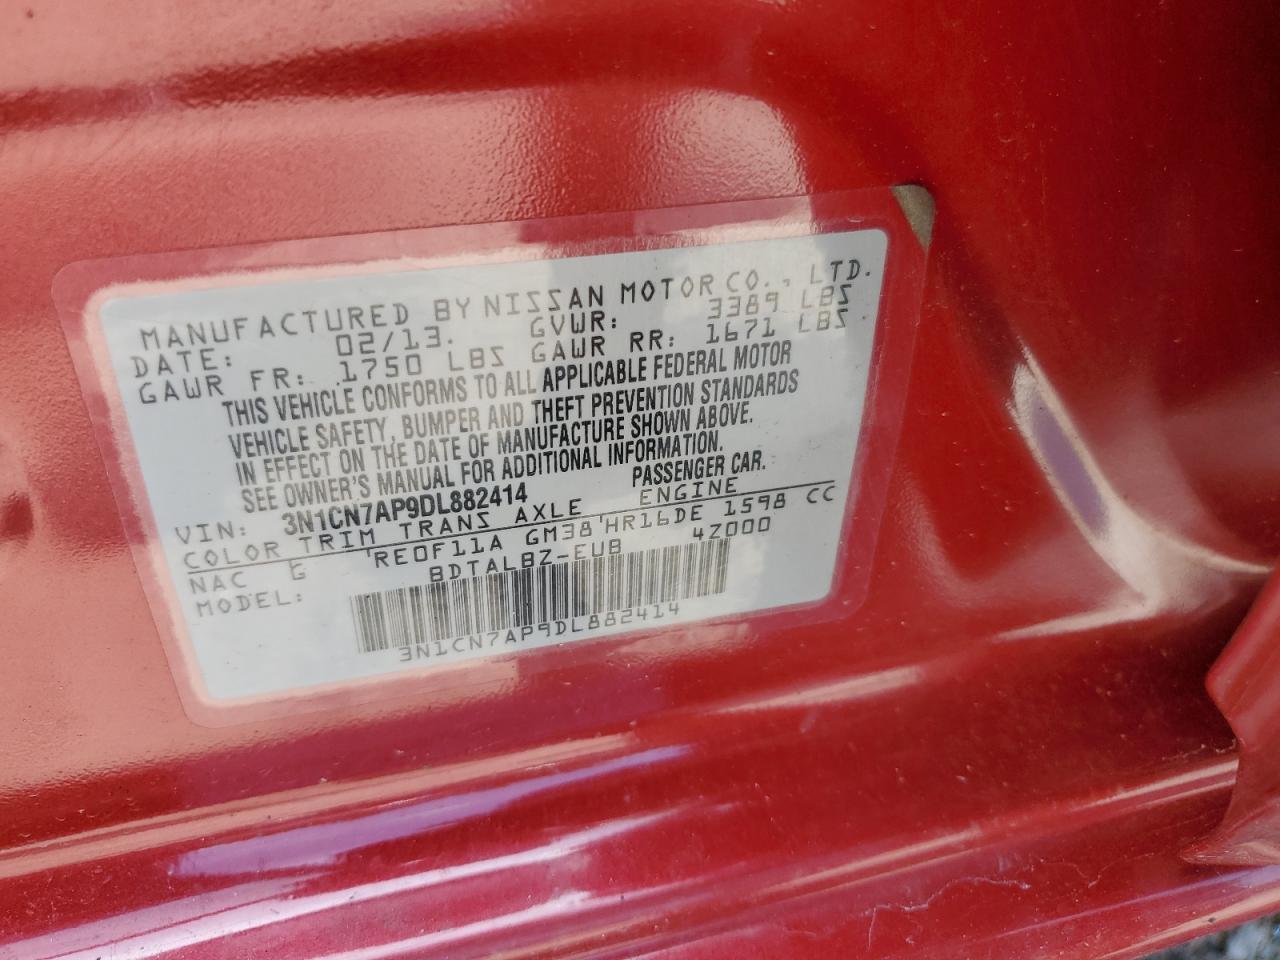 MANUFACTURED BY NISSAN MOTOR CO., LTD.
DATE: 02/13. GVWR: 3389 LBS
GAWR FR: 1750 LBS GAWR RR: 1671 LBS
THIS VEHICLE CONFORMS TO ALL APPLICABLE FEDERAL MOTOR
VEHICLE SAFETY, BUMPER AND THEFT PREVENTION STANDARDS
IN EFFECT ON THE DATE OF MANUFACTURE SHOWN ABOVE.
SEE OWNER'S MANUAL FOR ADDITIONAL INFORMATION.
VIN: 3N1CN7AP9DL882414 PASSENGER CAR.
COLOR TRIM TRANS AXLE ENGINE
NAC G RE0F11A GM38 HR16DE 1598 CC
MODEL: BDTALBZ-EUB 4Z000
3N1CN7AP9DL882414